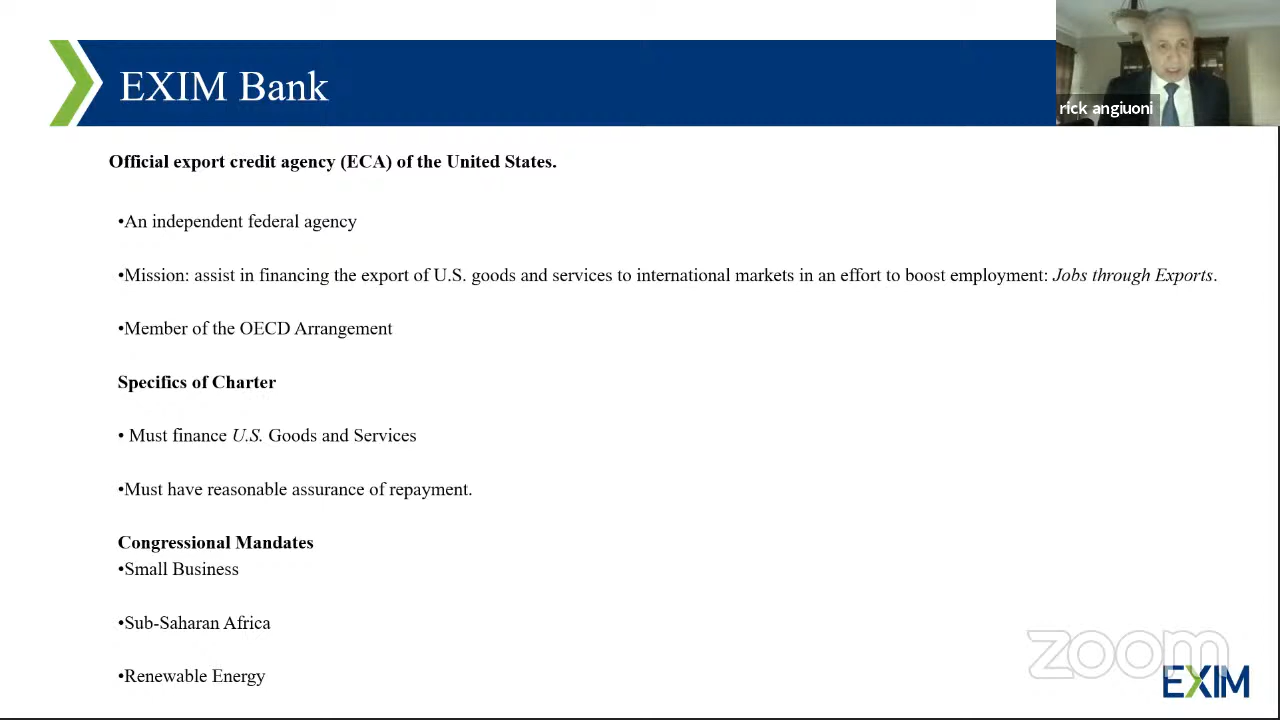 EXIM Bank
rick angiuoni
Official export credit agency (ECA) of the United States.
•An independent federal agency
•Mission: assist in financing the export of U.S. goods and services to international markets in an effort to boost employment: Jobs through Exports.
•Member of the OECD Arrangement
Specifics of Charter
• Must finance U.S. Goods and Services
•Must have reasonable assurance of repayment.
Congressional Mandates
•Small Business
•Sub-Saharan Africa
•Renewable Energy
zoom
EXIM